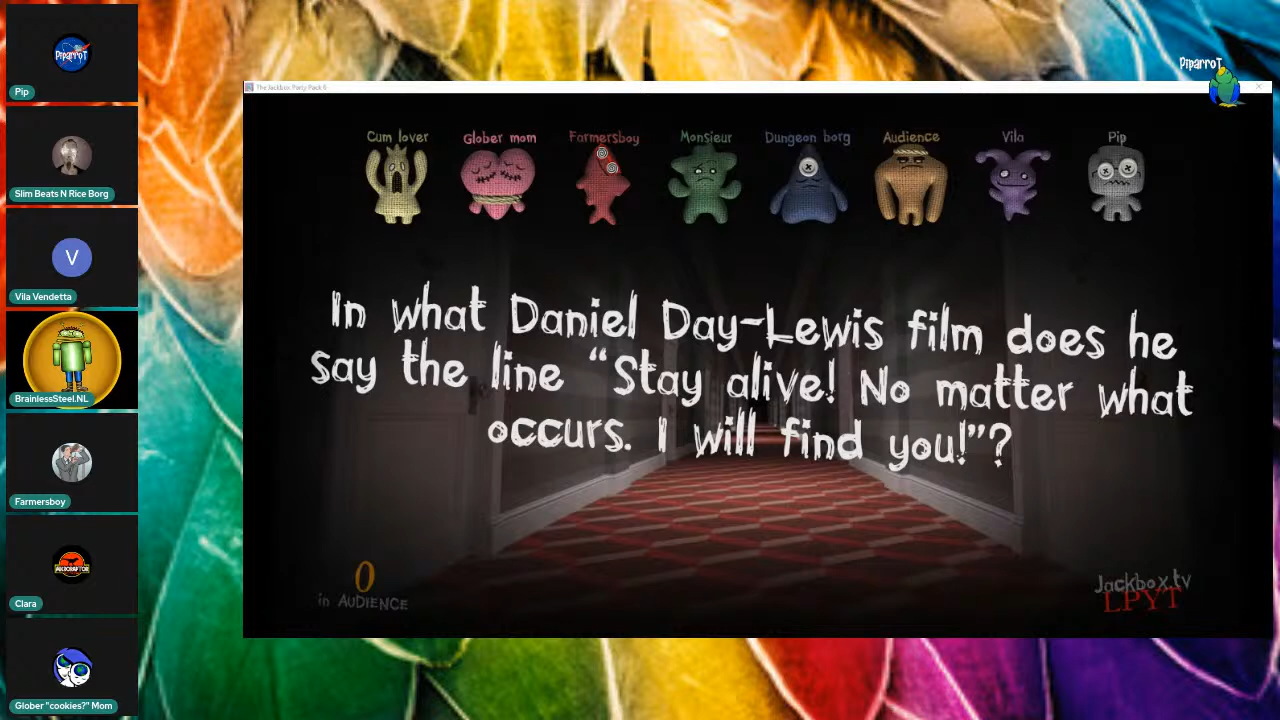 Pip
Slim Beats N Rice Borg
V
Vila Vendetta
BrainlessSteel.NL
Farmersboy
Clara
Glober "cookies?" Mom
PiparroT
PiparroT
The Jackbox Party Pack 6
Cum lover Glober mom Farmersboy Monsieur Dungeon borg Audience Vila Pip
In what Daniel Day-Lewis film does he
say the line “Stay alive! No matter what
occurs. I will find you!”?
0
in AUDIENCE
Jackbox.tv
LPYT